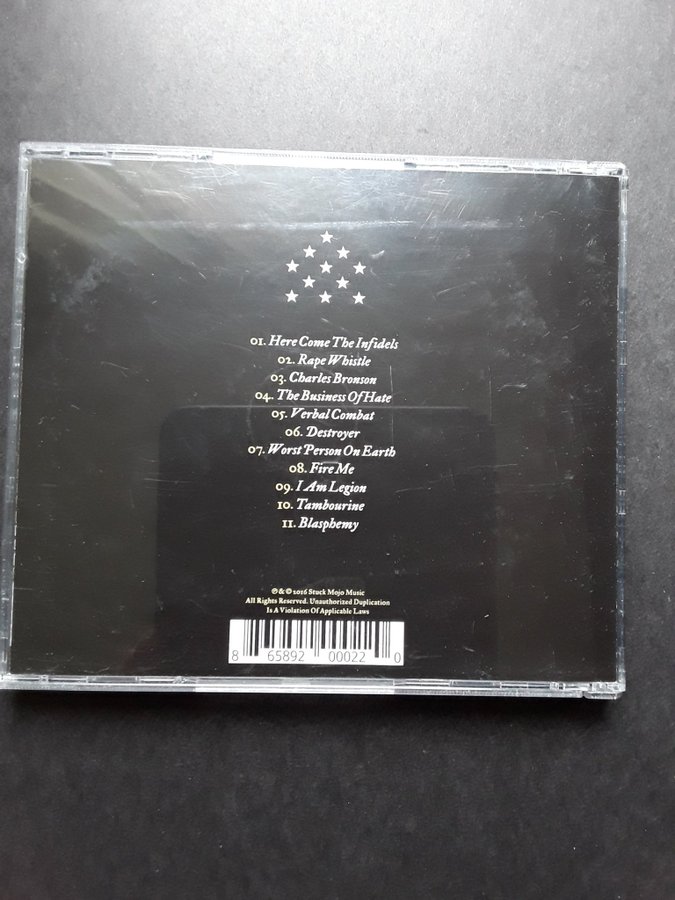 01. Here Come The Infidels
02. Rape Whistle
03. Charles Bronson
04. The Business Of Hate
05. Verbal Combat
06. Destroyer
07. Worst Person On Earth
08. Fire Me
09. I Am Legion
10. Tambourine
11. Blasphemy
℗ & © 2016 Stuck Mojo Music
All Rights Reserved. Unauthorized Duplication
Is A Violation Of Applicable Laws
8 65892 00022 0